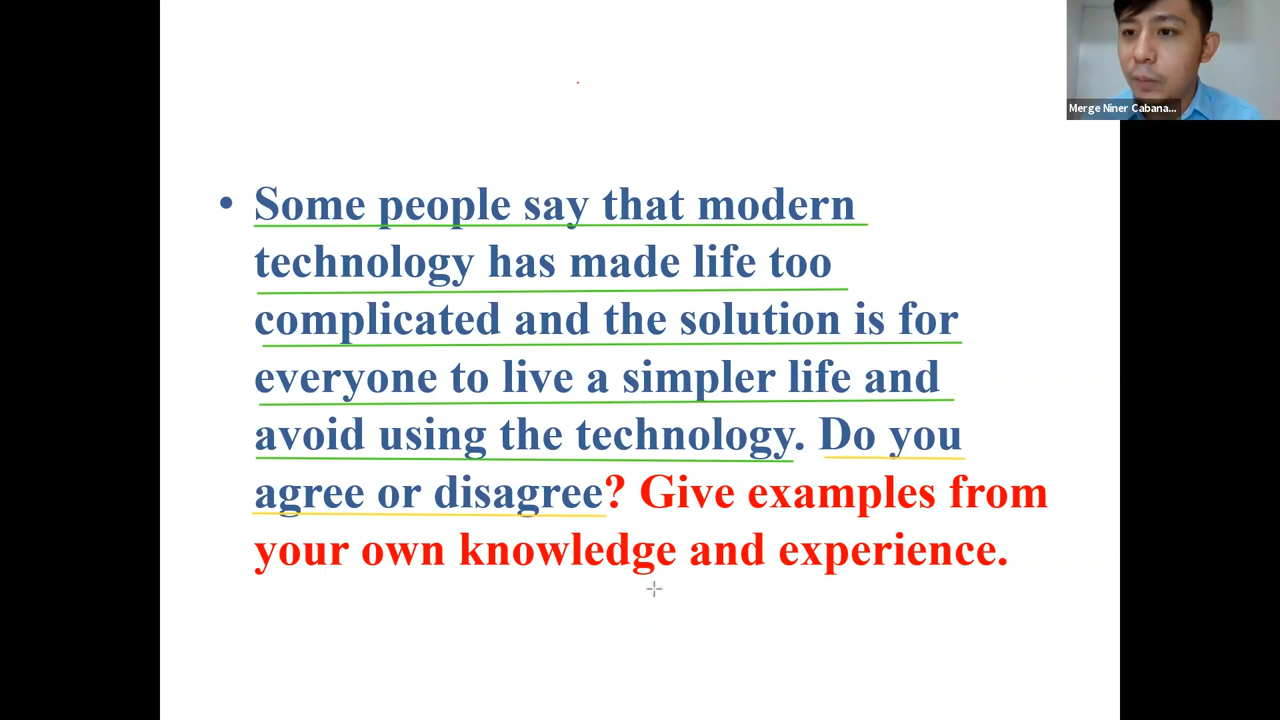 Merge Niner Cabana...
• Some people say that modern
technology has made life too
complicated and the solution is for
everyone to live a simpler life and
avoid using the technology. Do you
agree or disagree? Give examples from
your own knowledge and experience.